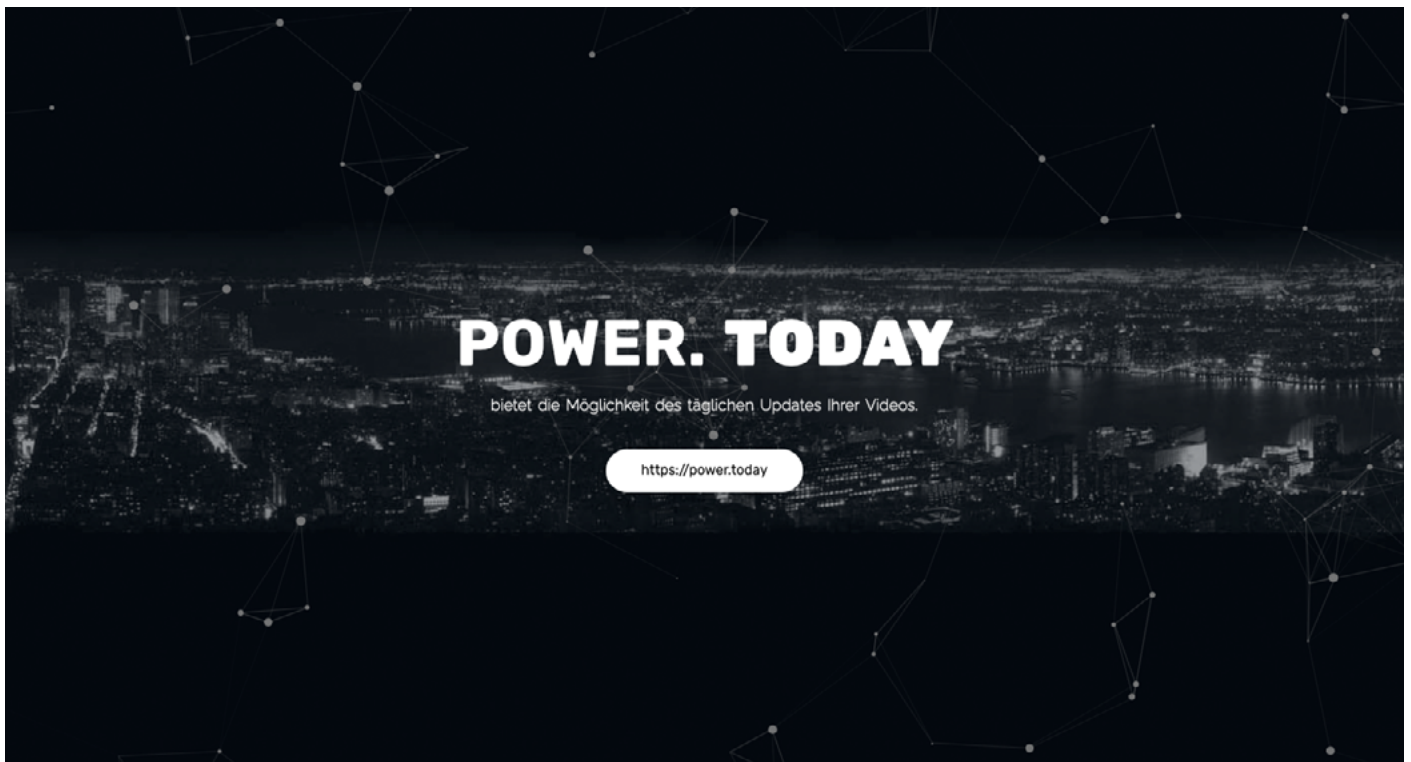 POWER. TODAY
bietet die Möglichkeit des täglichen Updates Ihrer Videos.
https://power.today